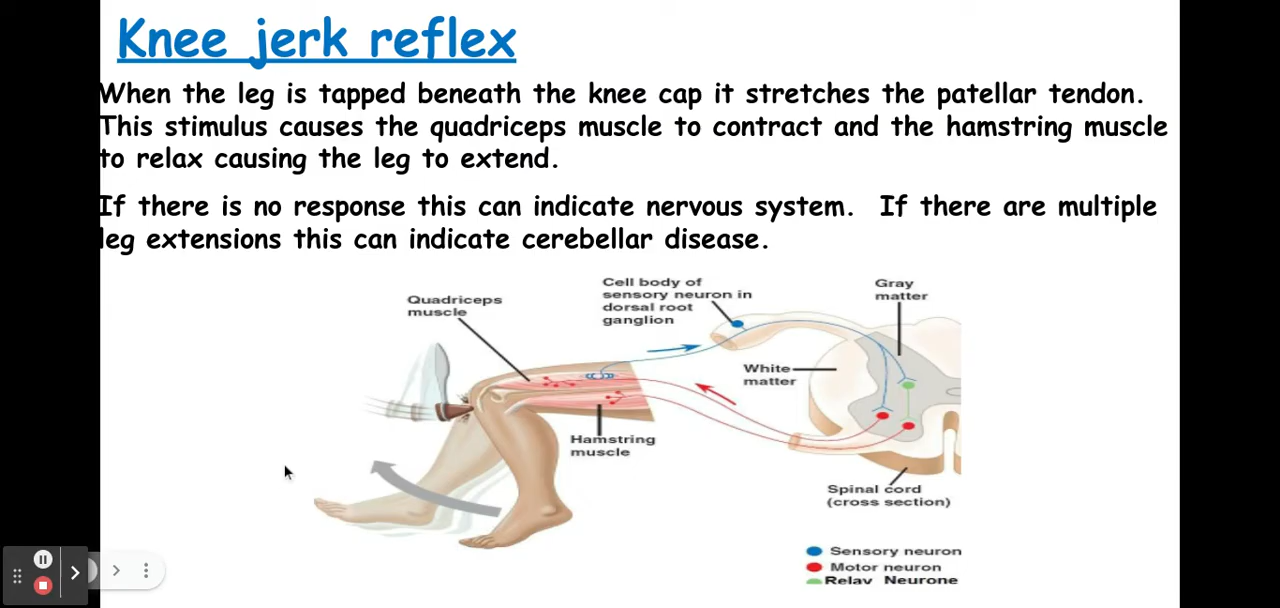 Knee jerk reflex
When the leg is tapped beneath the knee cap it stretches the patellar tendon.
This stimulus causes the quadriceps muscle to contract and the hamstring muscle
to relax causing the leg to extend.
If there is no response this can indicate nervous system. If there are multiple
leg extensions this can indicate cerebellar disease.
Quadriceps
muscle
Cell body of
sensory neuron in
dorsal root
ganglion
Gray
matter
White
matter
Hamstring
muscle
Spinal cord
(cross section)
Sensory neuron
Motor neuron
Relay Neurone